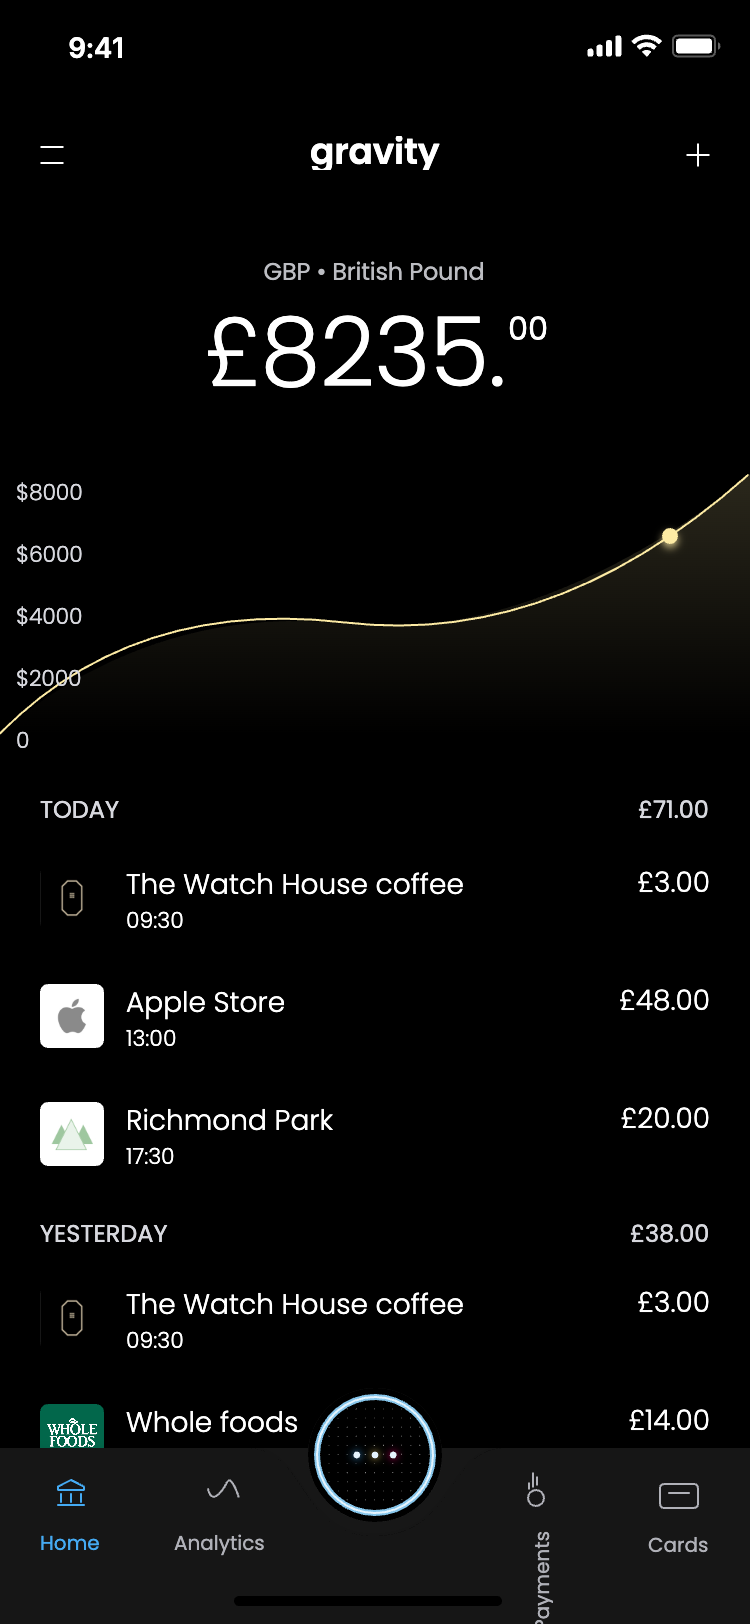 9:41
gravity
GBP • British Pound
£8235.00
$8000
$6000
$4000
$2000
0
TODAY £71.00
The Watch House coffee £3.00
09:30
Apple Store £48.00
13:00
Richmond Park £20.00
17:30
YESTERDAY £38.00
The Watch House coffee £3.00
09:30
WHOLE
FOODS
Whole foods £14.00
Home
Analytics
Payments
Cards